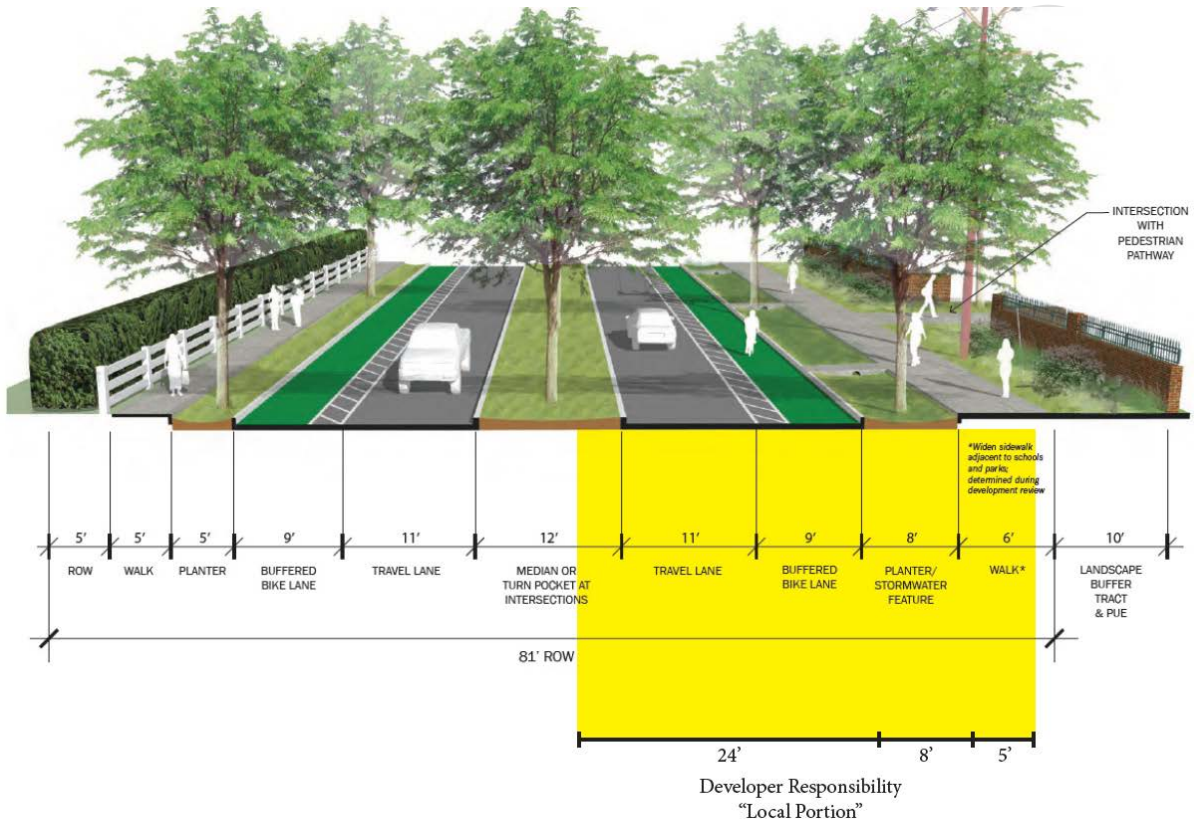 INTERSECTION
WITH
PEDESTRIAN
PATHWAY
*Widen sidewalk
adjacent to schools
and parks;
determined during
development review
5’ 5’ 5’ 9’ 11’ 12’ 11’ 9’ 8’ 6’ 10’
ROW
WALK
PLANTER
BUFFERED
BIKE LANE
TRAVEL LANE
MEDIAN OR
TURN POCKET AT
INTERSECTIONS
TRAVEL LANE
BUFFERED
BIKE LANE
PLANTER/
STORMWATER
FEATURE
WALK*
LANDSCAPE
BUFFER
TRACT
& PUE
81’ ROW
24’ 8’ 5’
Developer Responsibility
“Local Portion”